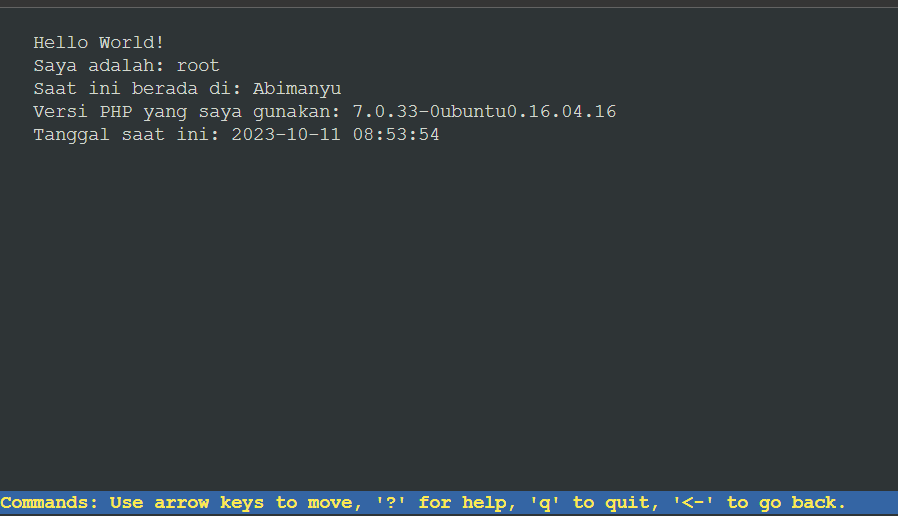 Hello World!
Saya adalah: root
Saat ini berada di: Abimanyu
Versi PHP yang saya gunakan: 7.0.33-0ubuntu0.16.04.16
Tanggal saat ini: 2023-10-11 08:53:54
Commands: Use arrow keys to move, '?' for help, 'q' to quit, '<-' to go back.